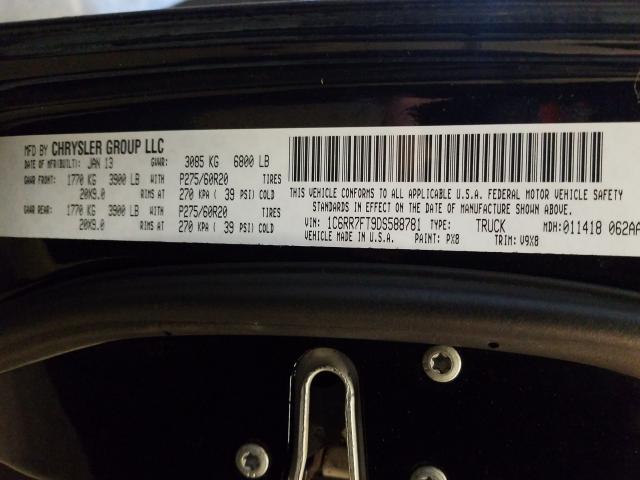 MFD BY CHRYSLER GROUP LLC
DATE OF MFR(BUILT): JAN 13 GVWR: 3085 KG 6800 LB
GAWR FRONT: 1770 KG 3900 LB WITH P275/60R20 TIRES
20X9.0 RIMS AT 270 KPA ( 39 PSI) COLD
GAWR REAR: 1770 KG 3900 LB WITH P275/60R20 TIRES
20X9.0 RIMS AT 270 KPA ( 39 PSI) COLD
THIS VEHICLE CONFORMS TO ALL APPLICABLE U.S.A. FEDERAL MOTOR VEHICLE SAFETY
STANDARDS IN EFFECT ON THE DATE OF MANUFACTURE SHOWN ABOVE.
VIN: 1C6RR7FT9DS588781 TYPE: TRUCK MDH: 011418 062AA
VEHICLE MADE IN U.S.A. PAINT: PX8 TRIM: V9X8